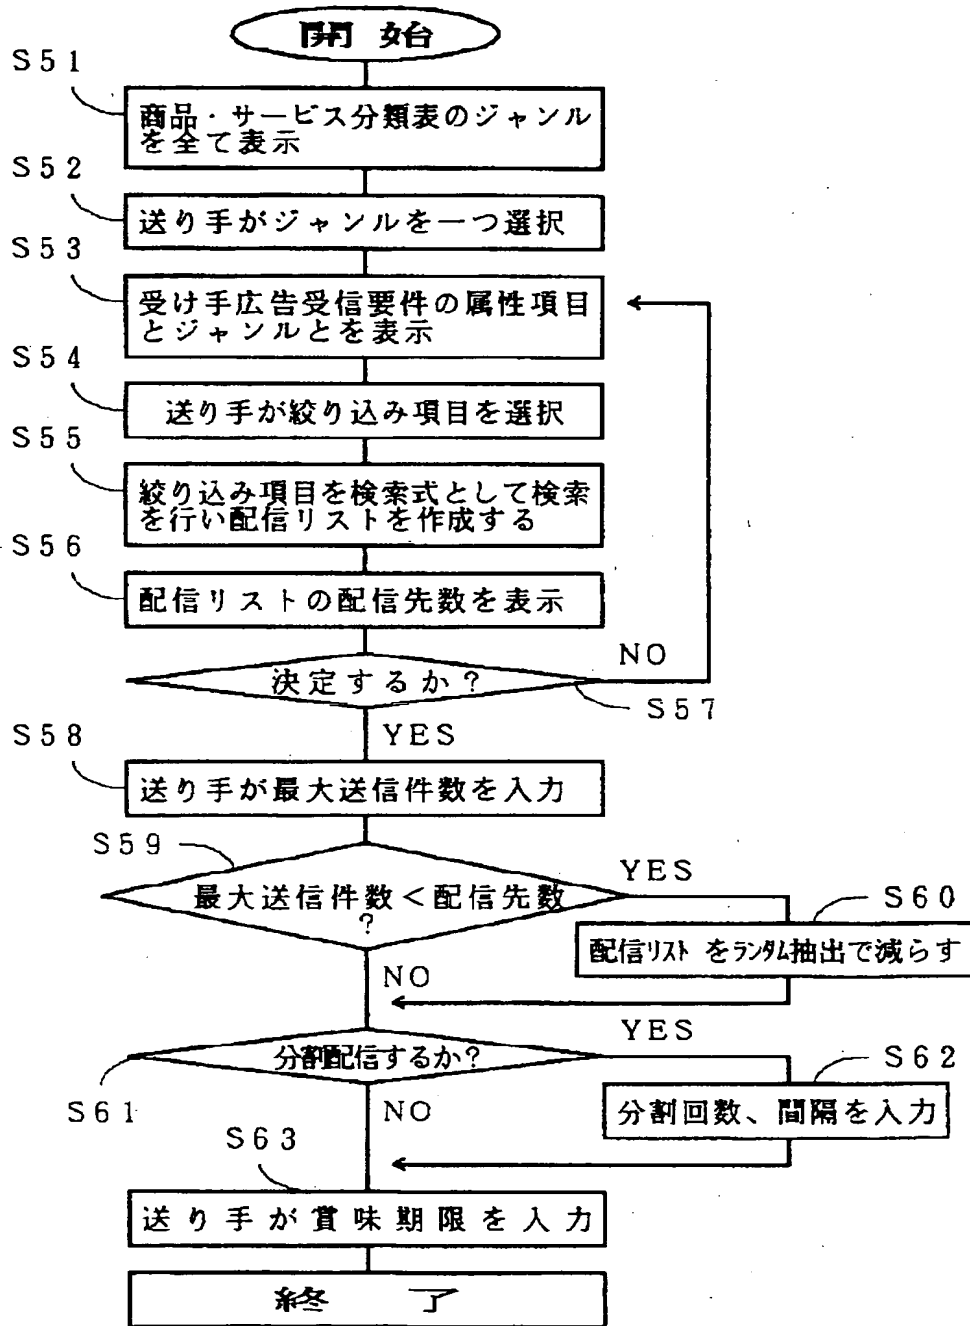 開始
S51
商品・サービス分類表のジャンル
を全て表示
S52
送り手がジャンルを一つ選択
S53
受け手広告受信要件の属性項目
とジャンルとを表示
S54
送り手が絞り込み項目を選択
S55
絞り込み項目を検索式として検索
を行い配信リストを作成する
S56
配信リストの配信先数を表示
NO
決定するか?
S57
YES
S58
送り手が最大送信件数を入力
S59
YES
最大送信件数<配信先数
?
S60
配信リストをランダム抽出で減らす
NO
YES
分割配信するか?
S62
S61
NO
分割回数、間隔を入力
S63
送り手が賞味期限を入力
終了